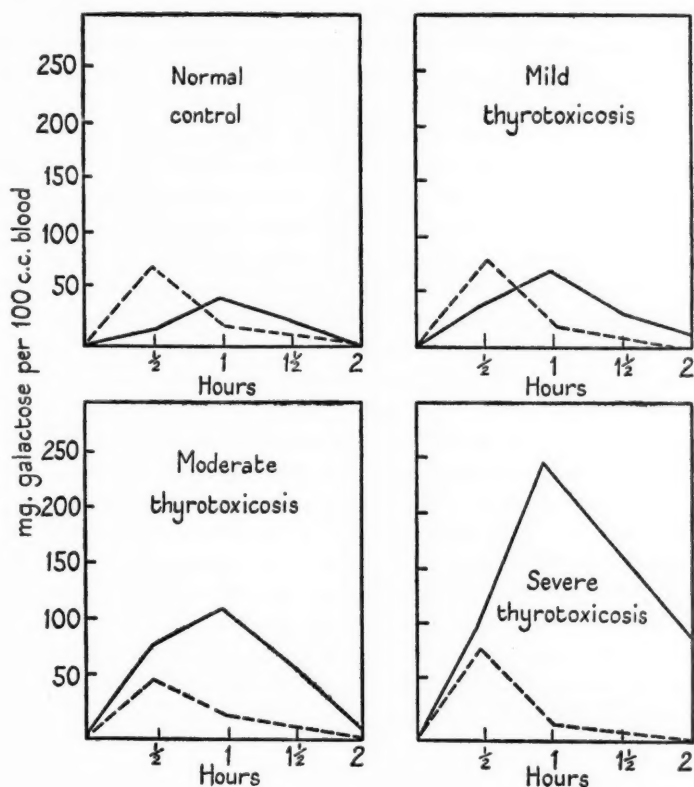 mg. galactose per 100 c.c. blood
250
200
150
100
50
Normal
control
½ 1 1½ 2
Hours
Mild
thyrotoxicosis
½ 1 1½ 2
Hours
250
200
150
100
50
Moderate
thyrotoxicosis
½ 1 1½ 2
Hours
Severe
thyrotoxicosis
½ 1 1½ 2
Hours